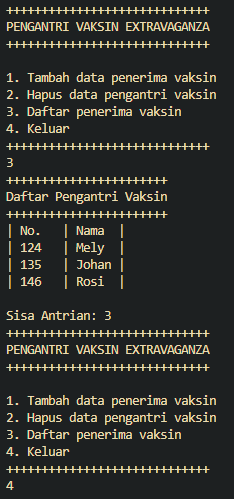 +++++++++++++++++++++++++++++
PENGANTRI VAKSIN EXTRAVAGANZA
+++++++++++++++++++++++++++++

1. Tambah data penerima vaksin
2. Hapus data pengantri vaksin
3. Daftar penerima vaksin
4. Keluar
+++++++++++++++++++++++++++++
3
+++++++++++++++++++++++
Daftar Pengantri Vaksin
+++++++++++++++++++++++
| No.   | Nama  |
| 124   | Mely  |
| 135   | Johan |
| 146   | Rosi  |

Sisa Antrian: 3
+++++++++++++++++++++++++++++
PENGANTRI VAKSIN EXTRAVAGANZA
+++++++++++++++++++++++++++++

1. Tambah data penerima vaksin
2. Hapus data pengantri vaksin
3. Daftar penerima vaksin
4. Keluar
+++++++++++++++++++++++++++++
4